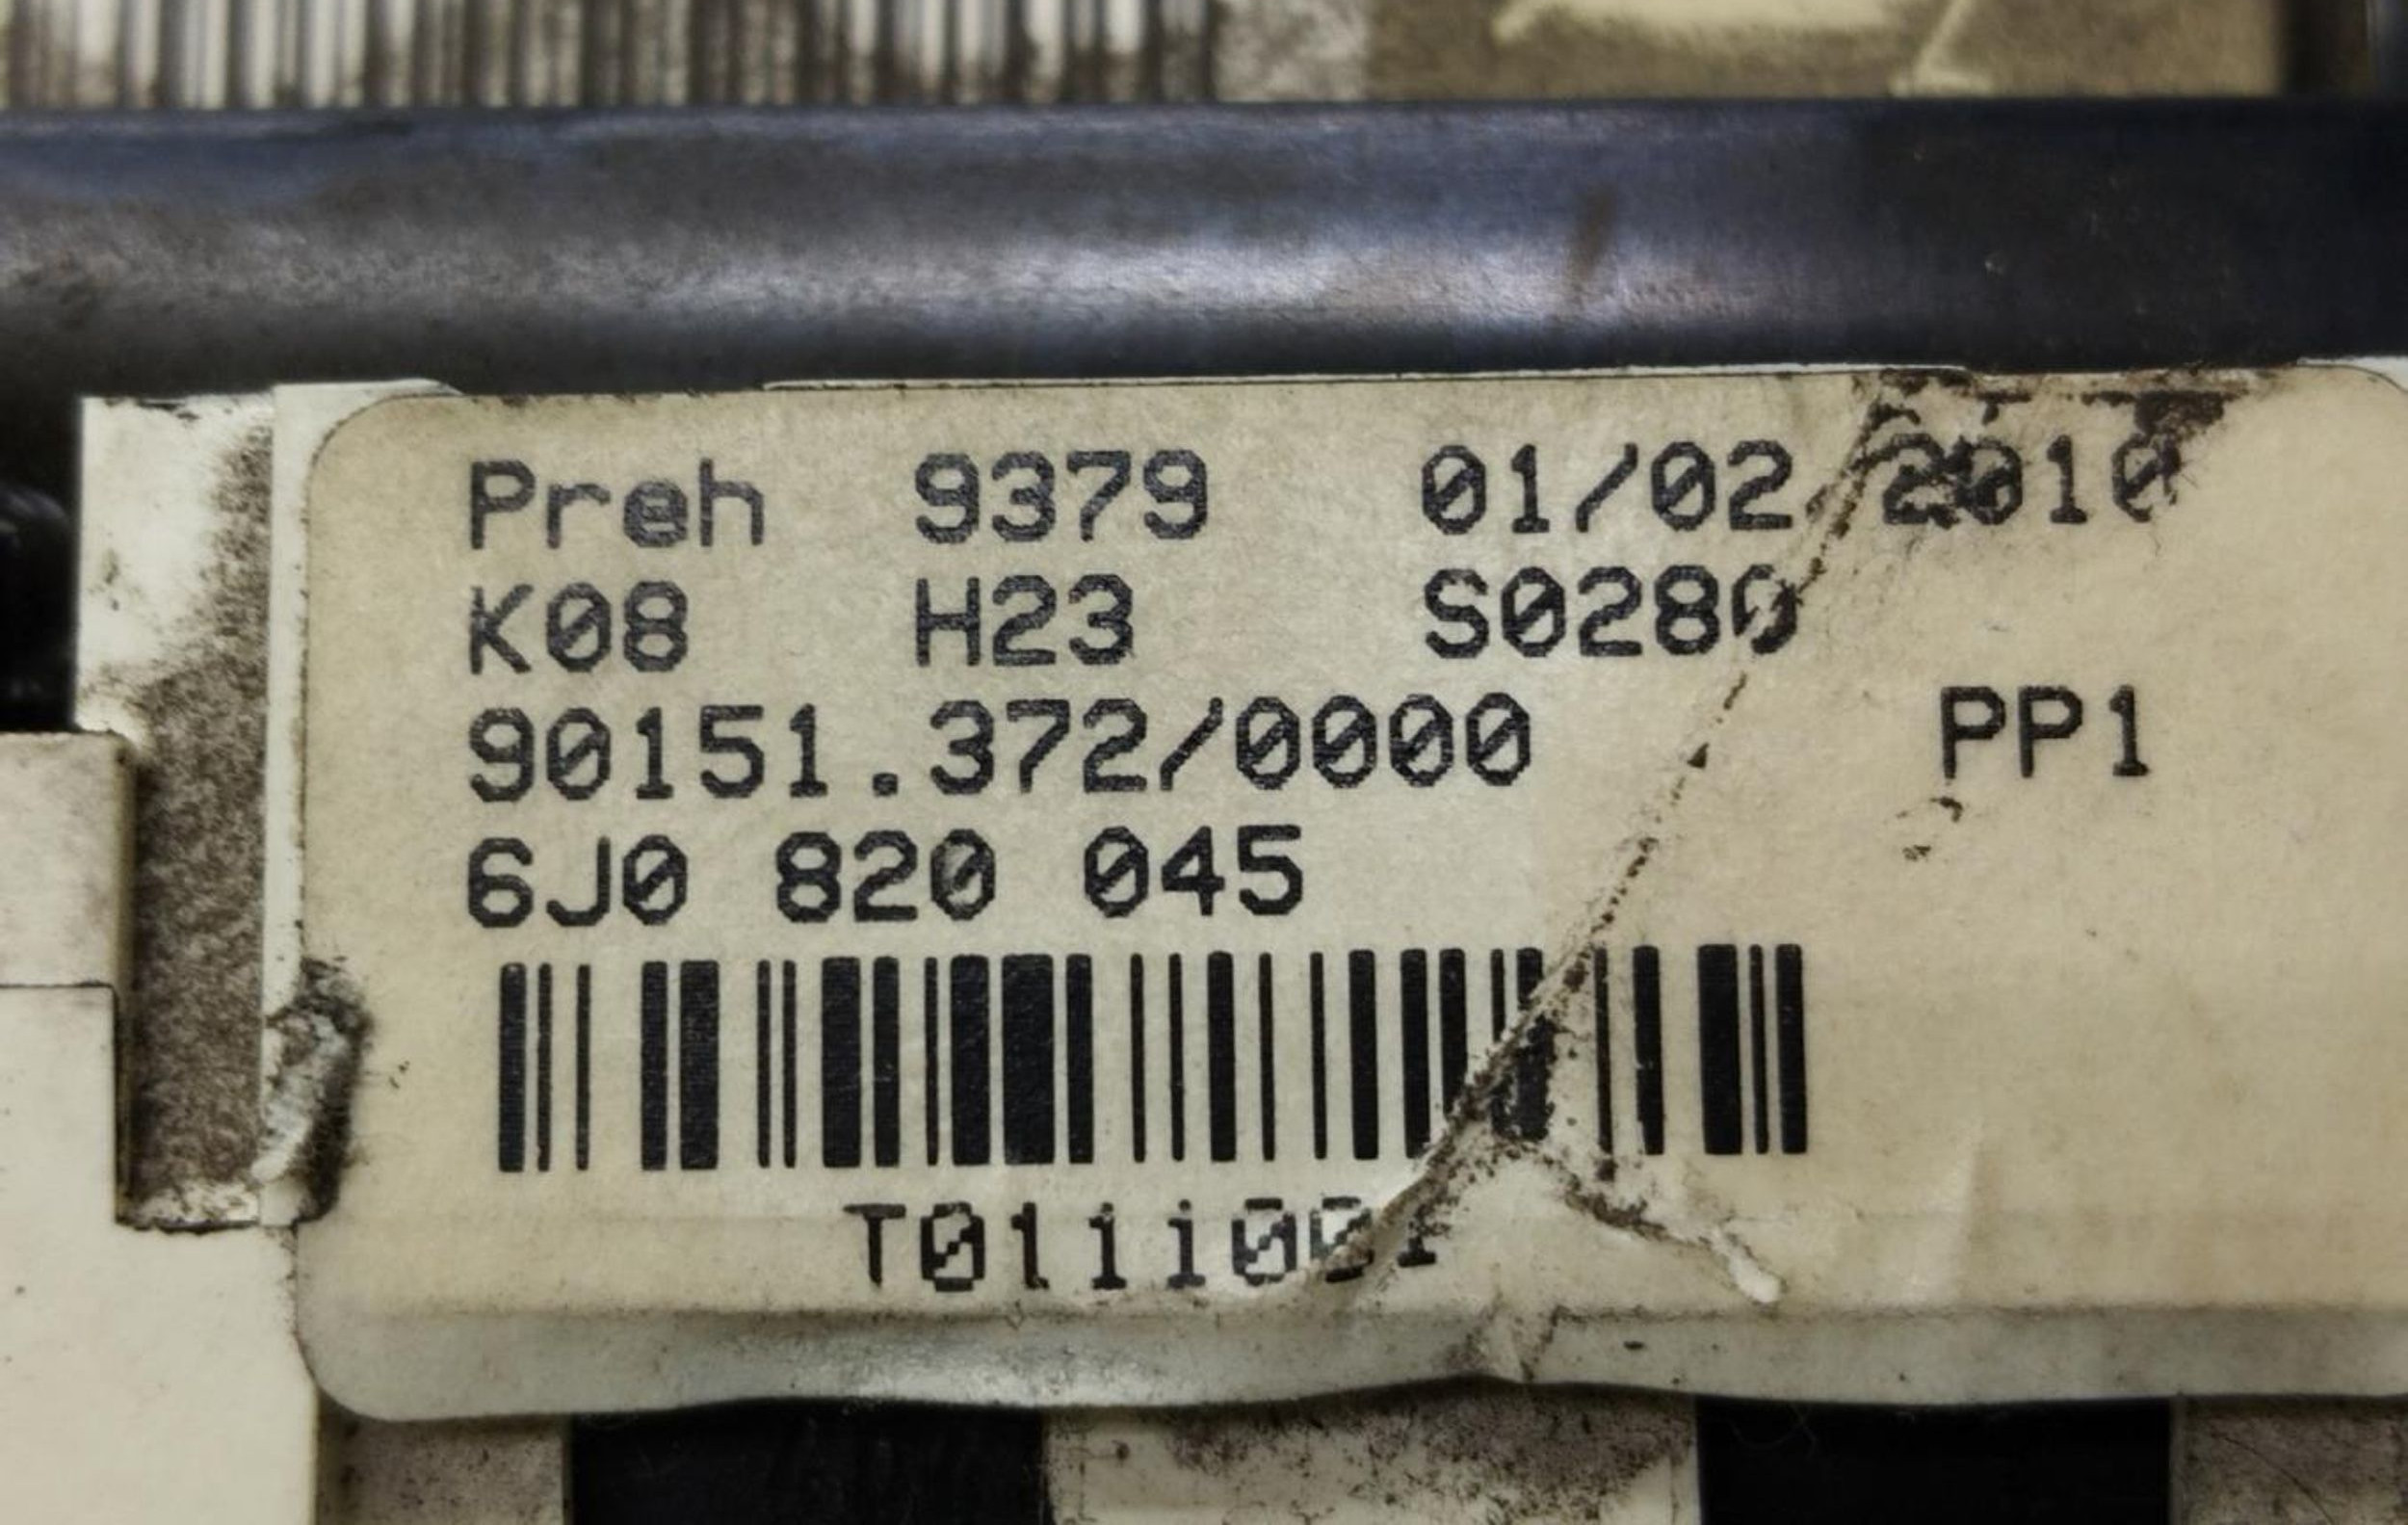 Preh 9379 01/02/2010
K08 H23 S0280
90151.372/0000 PP1
6J0 820 045